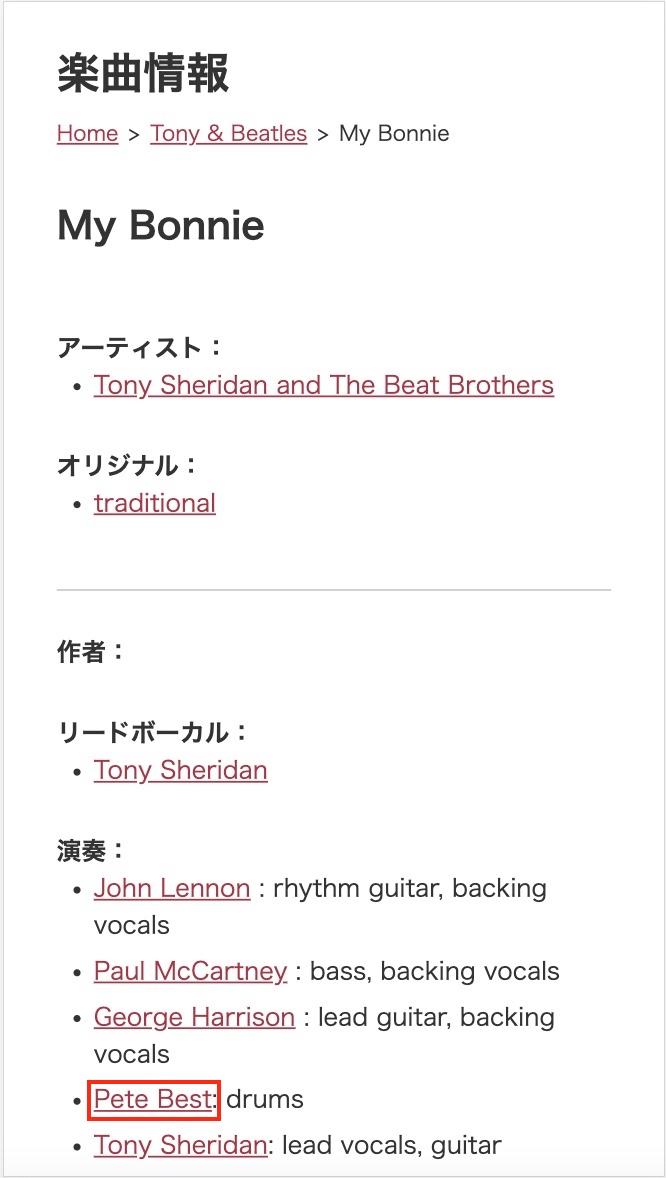 楽曲情報
Home > Tony & Beatles > My Bonnie
My Bonnie
アーティスト：
• Tony Sheridan and The Beat Brothers
オリジナル：
• traditional
作者：
リードボーカル：
• Tony Sheridan
演奏：
• John Lennon : rhythm guitar, backing
vocals
• Paul McCartney : bass, backing vocals
• George Harrison : lead guitar, backing
vocals
• Pete Best: drums
• Tony Sheridan: lead vocals, guitar